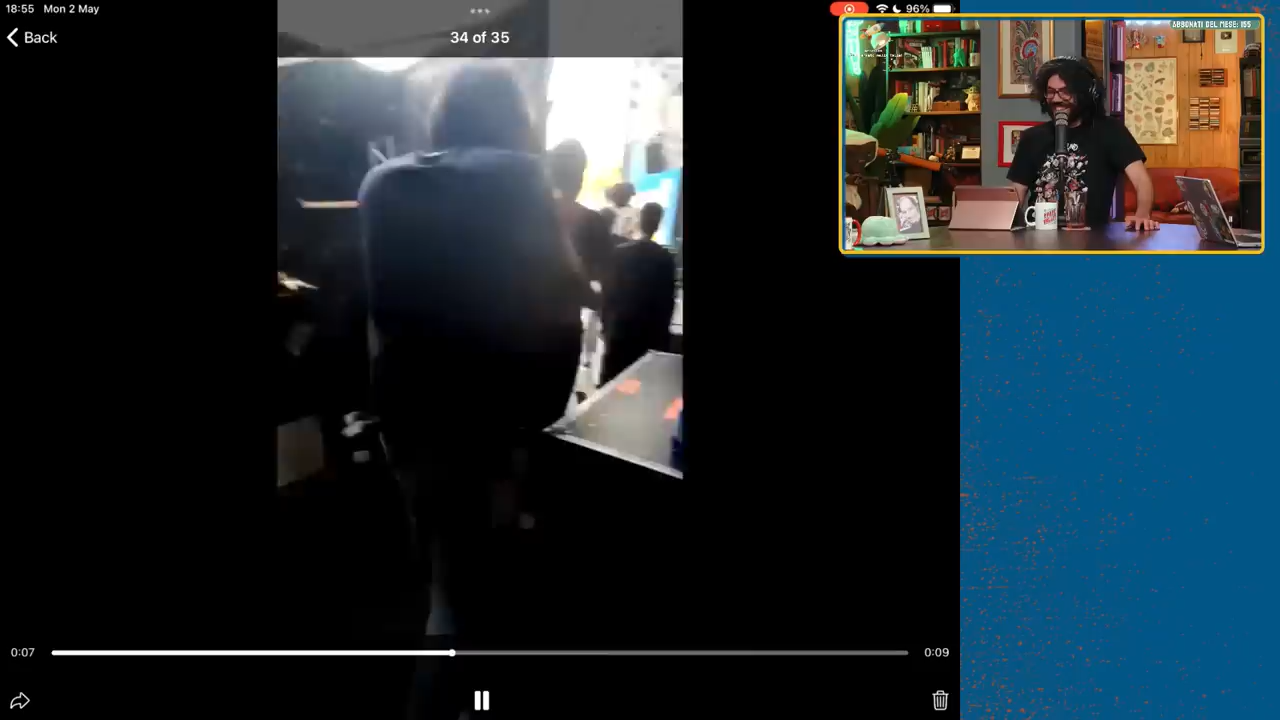 18:55 Mon 2 May
96%
Back
34 of 35
ABBONATI DEL MESE: 155
0:07
0:09